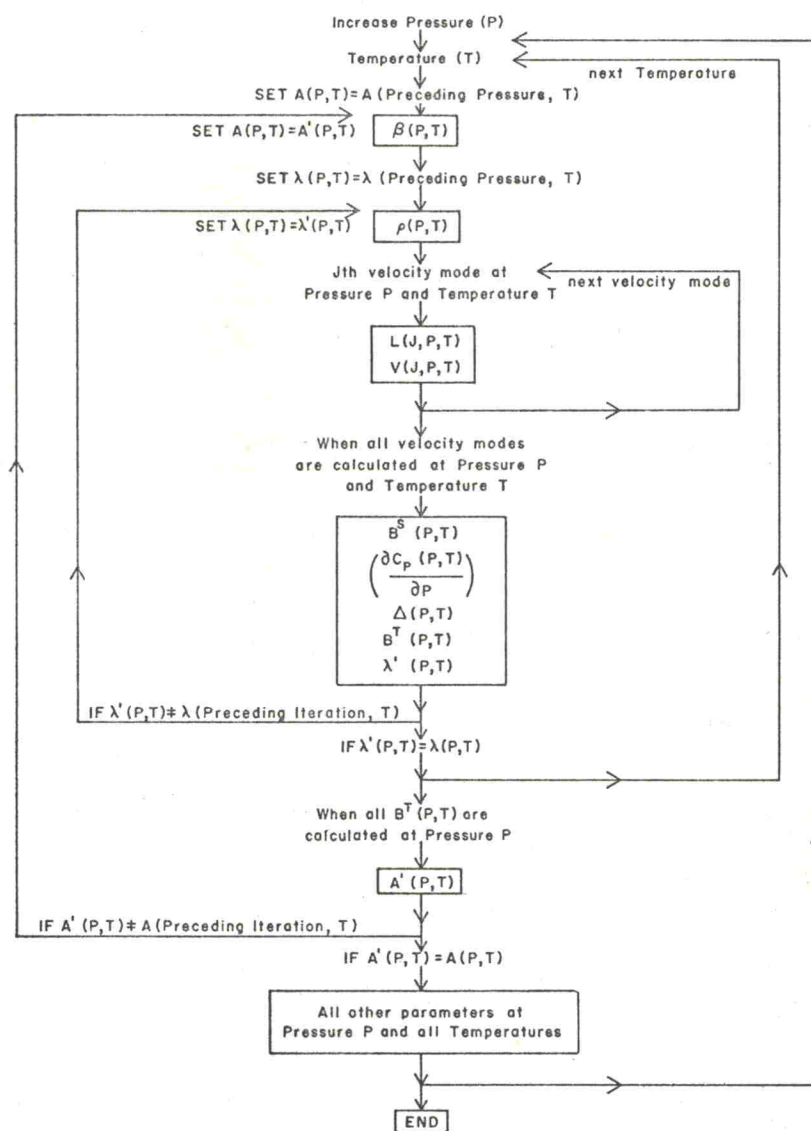 Increase Pressure (P)
Temperature (T)
next Temperature
SET A(P,T)=A (Preceding Pressure, T)
SET A(P,T)=A'(P,T)
β(P,T)
SET λ(P,T)=λ (Preceding Pressure, T)
SET λ(P,T)=λ'(P,T)
ρ(P,T)
Jth velocity mode at
Pressure P and Temperature T
next velocity mode
L(J,P,T)
V(J,P,T)
When all velocity modes
are calculated at Pressure P
and Temperature T
B^S (P,T)
(∂C_P (P,T)
∂P)
Δ(P,T)
B^T (P,T)
λ' (P,T)
IF λ'(P,T)≠λ(Preceding Iteration, T)
IF λ'(P,T)=λ(P,T)
When all B^T(P,T) are
calculated at Pressure P
A' (P,T)
IF A' (P,T)≠A(Preceding Iteration, T)
IF A' (P,T)=A(P,T)
All other parameters at
Pressure P and all Temperatures
END